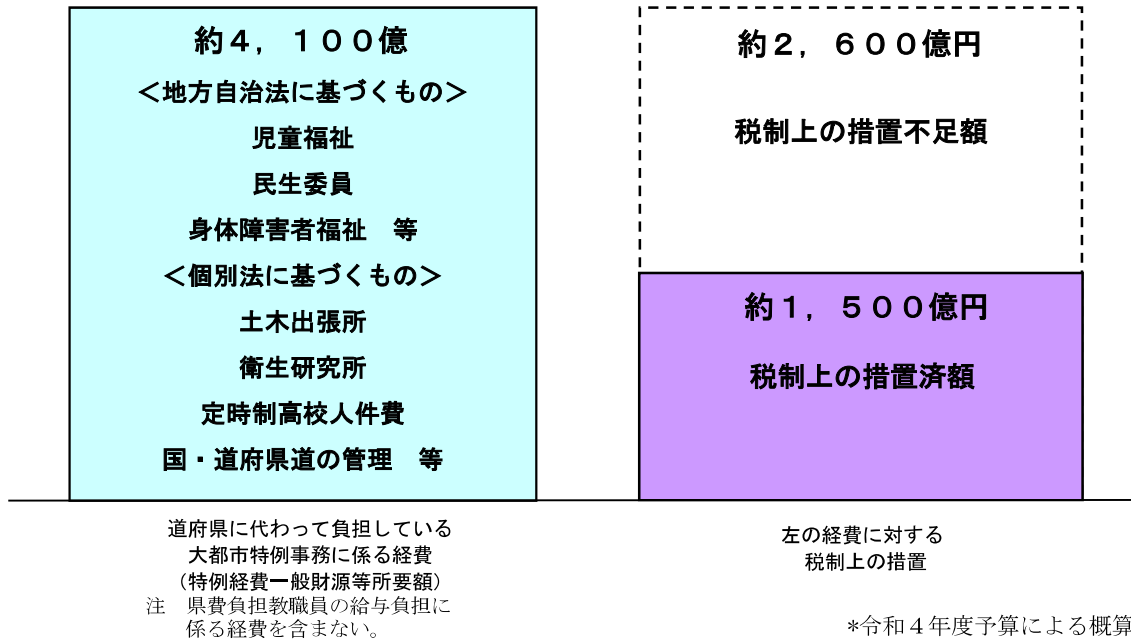 約４，１００億
＜地方自治法に基づくもの＞
児童福祉
民生委員
身体障害者福祉　等
＜個別法に基づくもの＞
土木出張所
衛生研究所
定時制高校人件費
国・道府県道の管理　等
道府県に代わって負担している
大都市特例事務に係る経費
（特例経費一般財源等所要額）
注　県費負担教職員の給与負担に
係る経費を含まない。
約２，６００億円
税制上の措置不足額
約１，５００億円
税制上の措置済額
左の経費に対する
税制上の措置
*令和４年度予算による概算